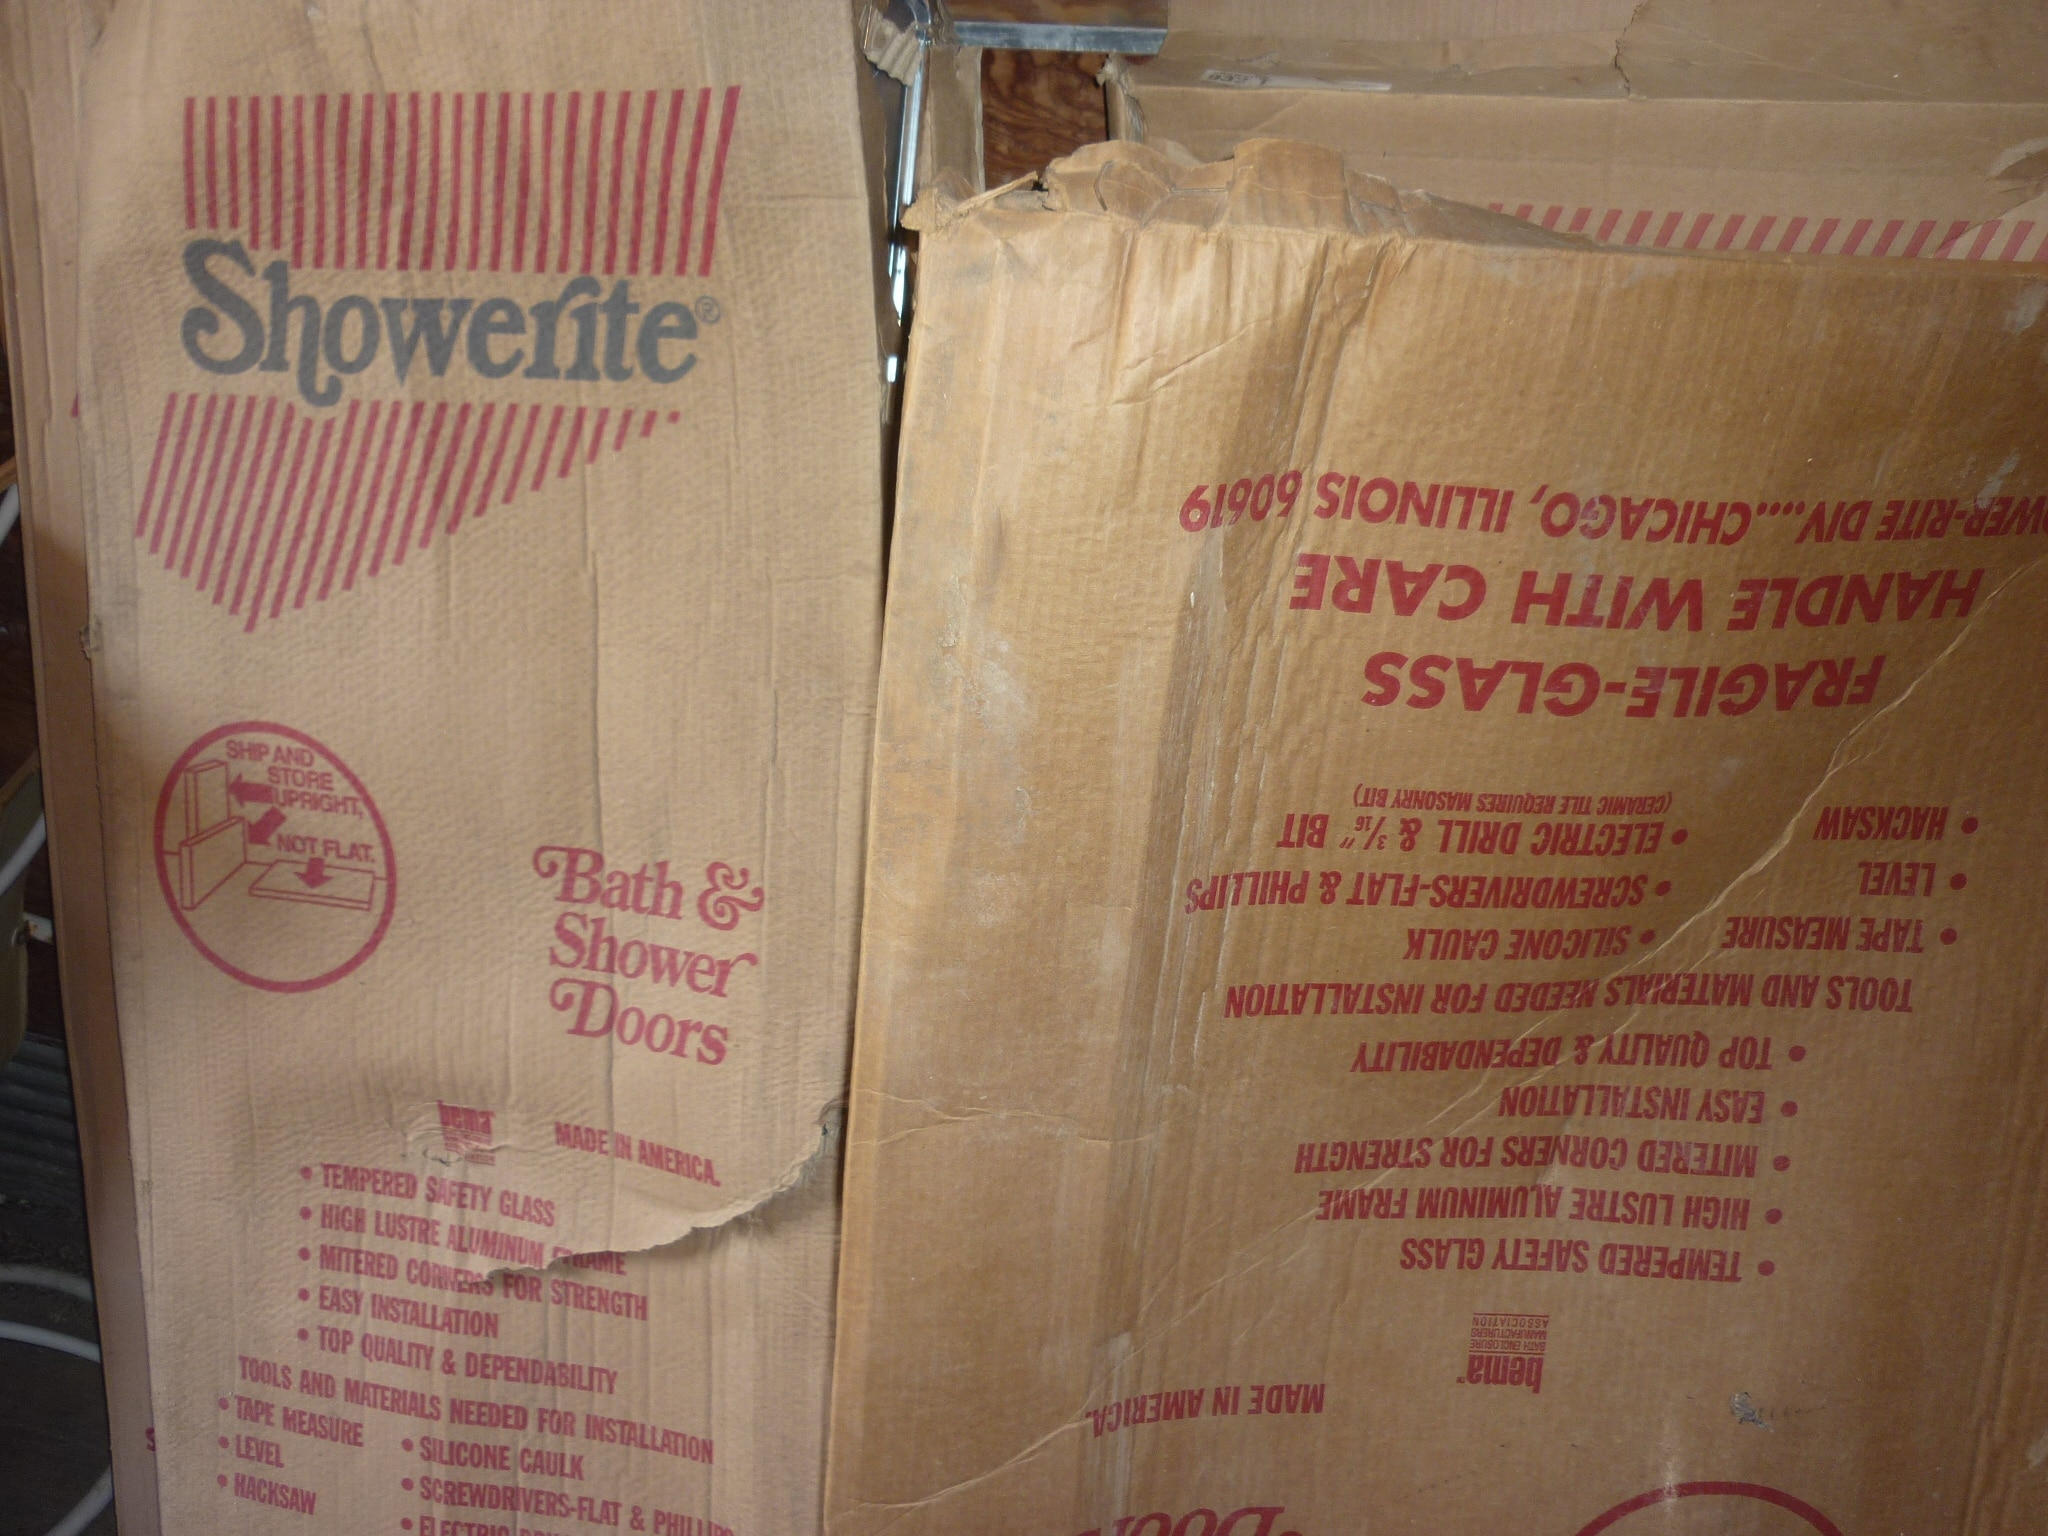 Showerite®
SHIP AND
STORE
UPRIGHT,
NOT FLAT.
Bath &
Shower
Doors
bema
MADE IN AMERICA.
• TEMPERED SAFETY GLASS
• HIGH LUSTRE ALUMINUM FRAME
• MITERED CORNERS FOR STRENGTH
• EASY INSTALLATION
• TOP QUALITY & DEPENDABILITY
TOOLS AND MATERIALS NEEDED FOR INSTALLATION
• TAPE MEASURE
• LEVEL
• HACKSAW
• SILICONE CAULK
• SCREWDRIVERS-FLAT & PHILLIPS
• ELECTRIC
Doors
MADE IN AMERICA.
bema™
BATH ENCLOSURE
MANUFACTURERS
ASSOCIATION
• TEMPERED SAFETY GLASS
• HIGH LUSTRE ALUMINUM FRAME
• MITERED CORNERS FOR STRENGTH
• EASY INSTALLATION
• TOP QUALITY & DEPENDABILITY
TOOLS AND MATERIALS NEEDED FOR INSTALLATION
• TAPE MEASURE
• LEVEL
• HACKSAW
• SILICONE CAULK
• SCREWDRIVERS-FLAT & PHILLIPS
• ELECTRIC DRILL & 3/16" BIT
(CERAMIC TILE REQUIRES MASONRY BIT)
FRAGILE-GLASS
HANDLE WITH CARE
WER-RITE DIV....CHICAGO, ILLINOIS 60619